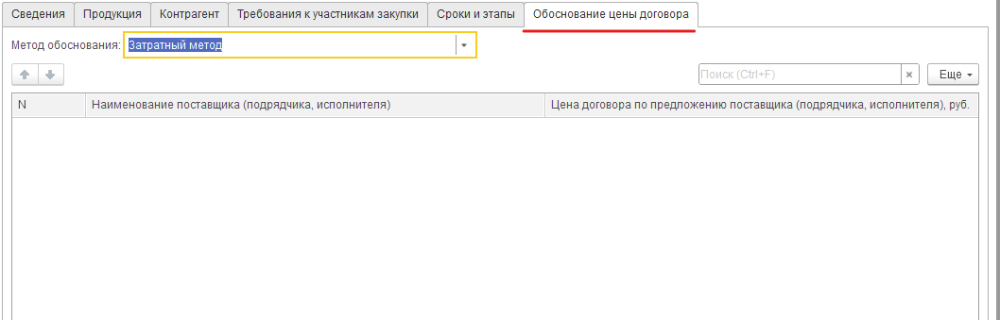 Сведения Продукция Контрагент Требования к участникам закупки Сроки и этапы Обоснование цены договора
Метод обоснования: Затратный метод
Поиск (Ctrl+F) × Еще
N Наименование поставщика (подрядчика, исполнителя) Цена договора по предложению поставщика (подрядчика, исполнителя), руб.